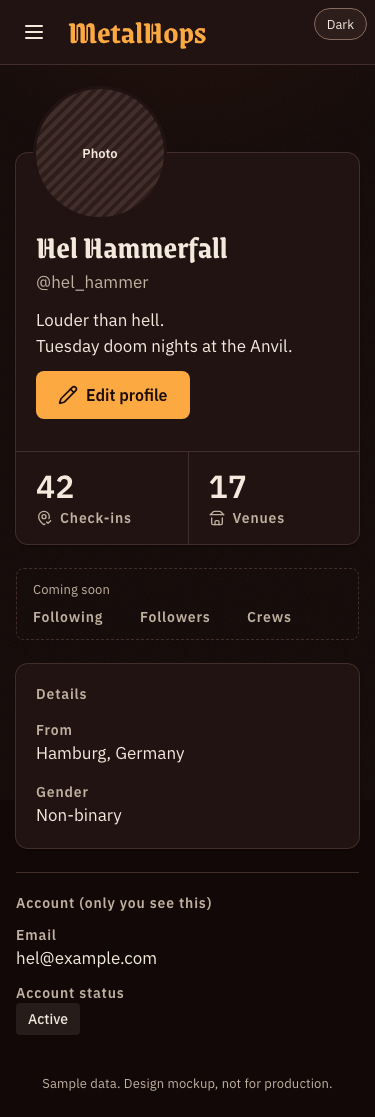 MetalHops
Dark
Photo
Hel Hammerfall
@hel_hammer
Louder than hell.
Tuesday doom nights at the Anvil.
Edit profile
42
Check-ins
17
Venues
Coming soon
Following Followers Crews
Details
From
Hamburg, Germany
Gender
Non-binary
Account (only you see this)
Email
hel@example.com
Account status
Active
Sample data. Design mockup, not for production.